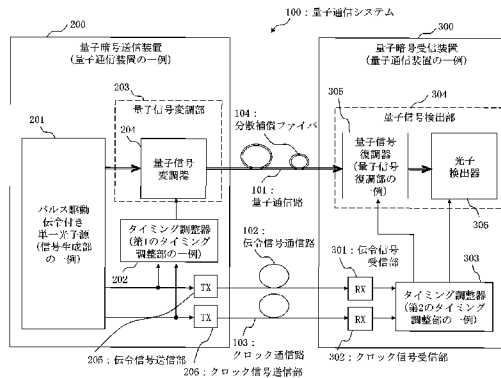 100：量子通信システム
200
量子暗号送信装置
（量子通信装置の一例）
203
量子信号変調部
204
量子信号
変調器
201
パルス駆動
伝令付き
単一光子源
（信号生成部
の一例）
タイミング調整器
（第1のタイミング
調整部の一例）
202
TX
TX
205：伝令信号送信部
206：クロック信号送信部
104：
分散補償ファイバ
101：量子通信路
102：
伝令信号通信路
103：クロック通信路
300
量子暗号受信装置
（量子通信装置の一例）
304
量子信号検出部
305
量子信号
復調器
（量子信号
復調部の
一例）
光子
検出器
306
301：伝令信号
受信部
RX
RX
303
タイミング調整器
（第2のタイミング
調整部の一例）
302：クロック信号受信部